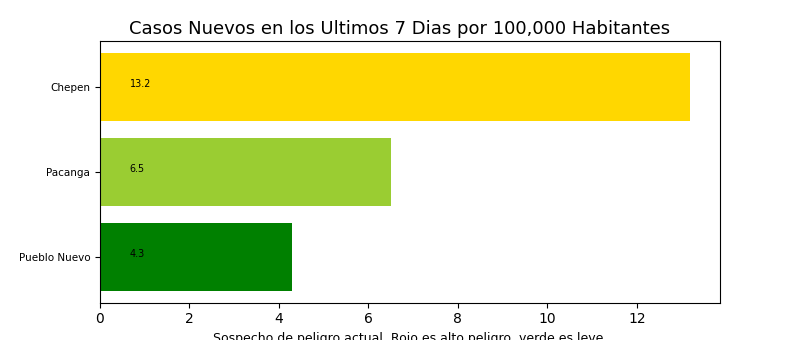 Casos Nuevos en los Ultimos 7 Dias por 100,000 Habitantes
Chepen
13.2
Pacanga
6.5
Pueblo Nuevo
4.3
0 2 4 6 8 10 12
Sospecho de peligro actual. Rojo es alto peligro, verde es leve